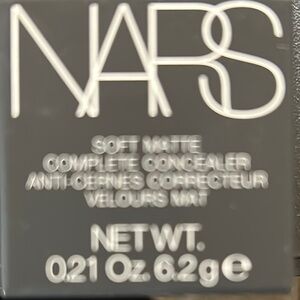 NARS
SOFT MATTE
COMPLETE CONCEALER
ANTI-CERNES CORRECTEUR
VELOURS MAT
NET WT.
0.21 Oz. 6.2g e